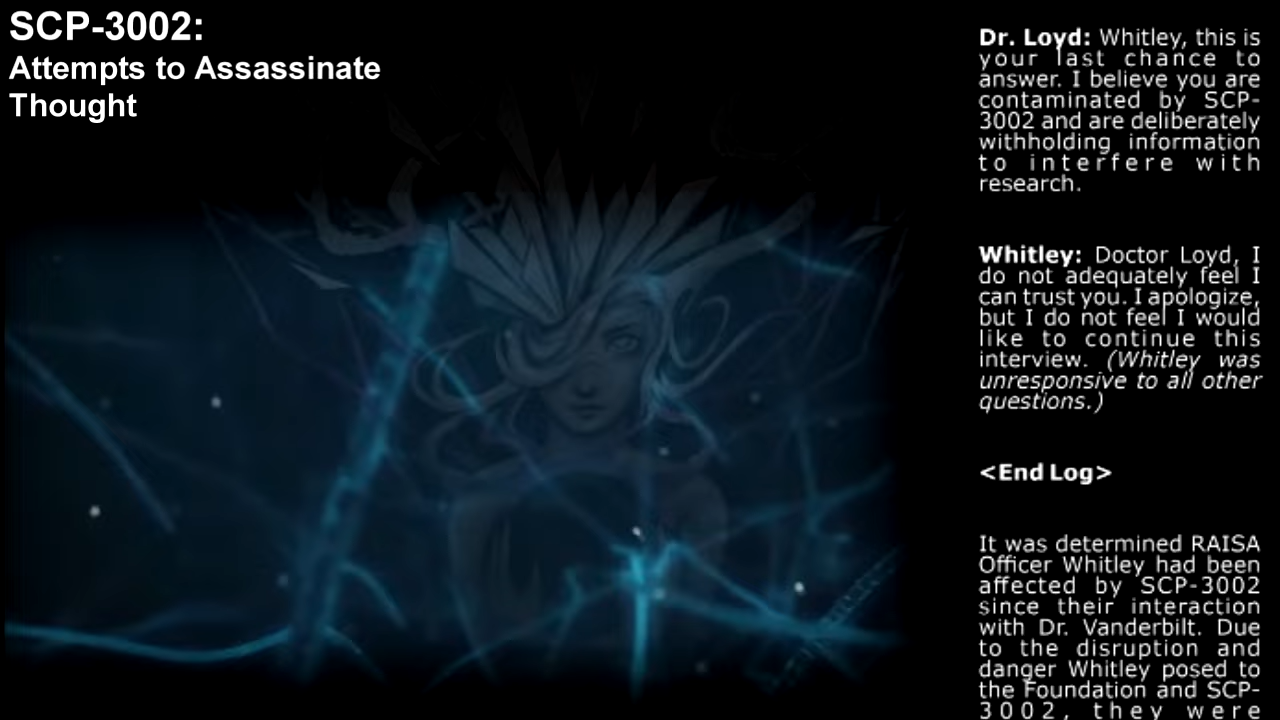 SCP-3002:
Attempts to Assassinate
Thought
Dr. Loyd: Whitley, this is
your last chance to
answer. I believe you are
contaminated by SCP-
3002 and are deliberately
withholding information
to interfere with
research.
Whitley: Doctor Loyd, I
do not adequately feel I
can trust you. I apologize,
but I do not feel I would
like to continue this
interview. (Whitley was
unresponsive to all other
questions.)
<End Log>
It was determined RAISA
Officer Whitley had been
affected by SCP-3002
since their interaction
with Dr. Vanderbilt. Due
to the disruption and
danger Whitley posed to
the Foundation and SCP-
3002, they were